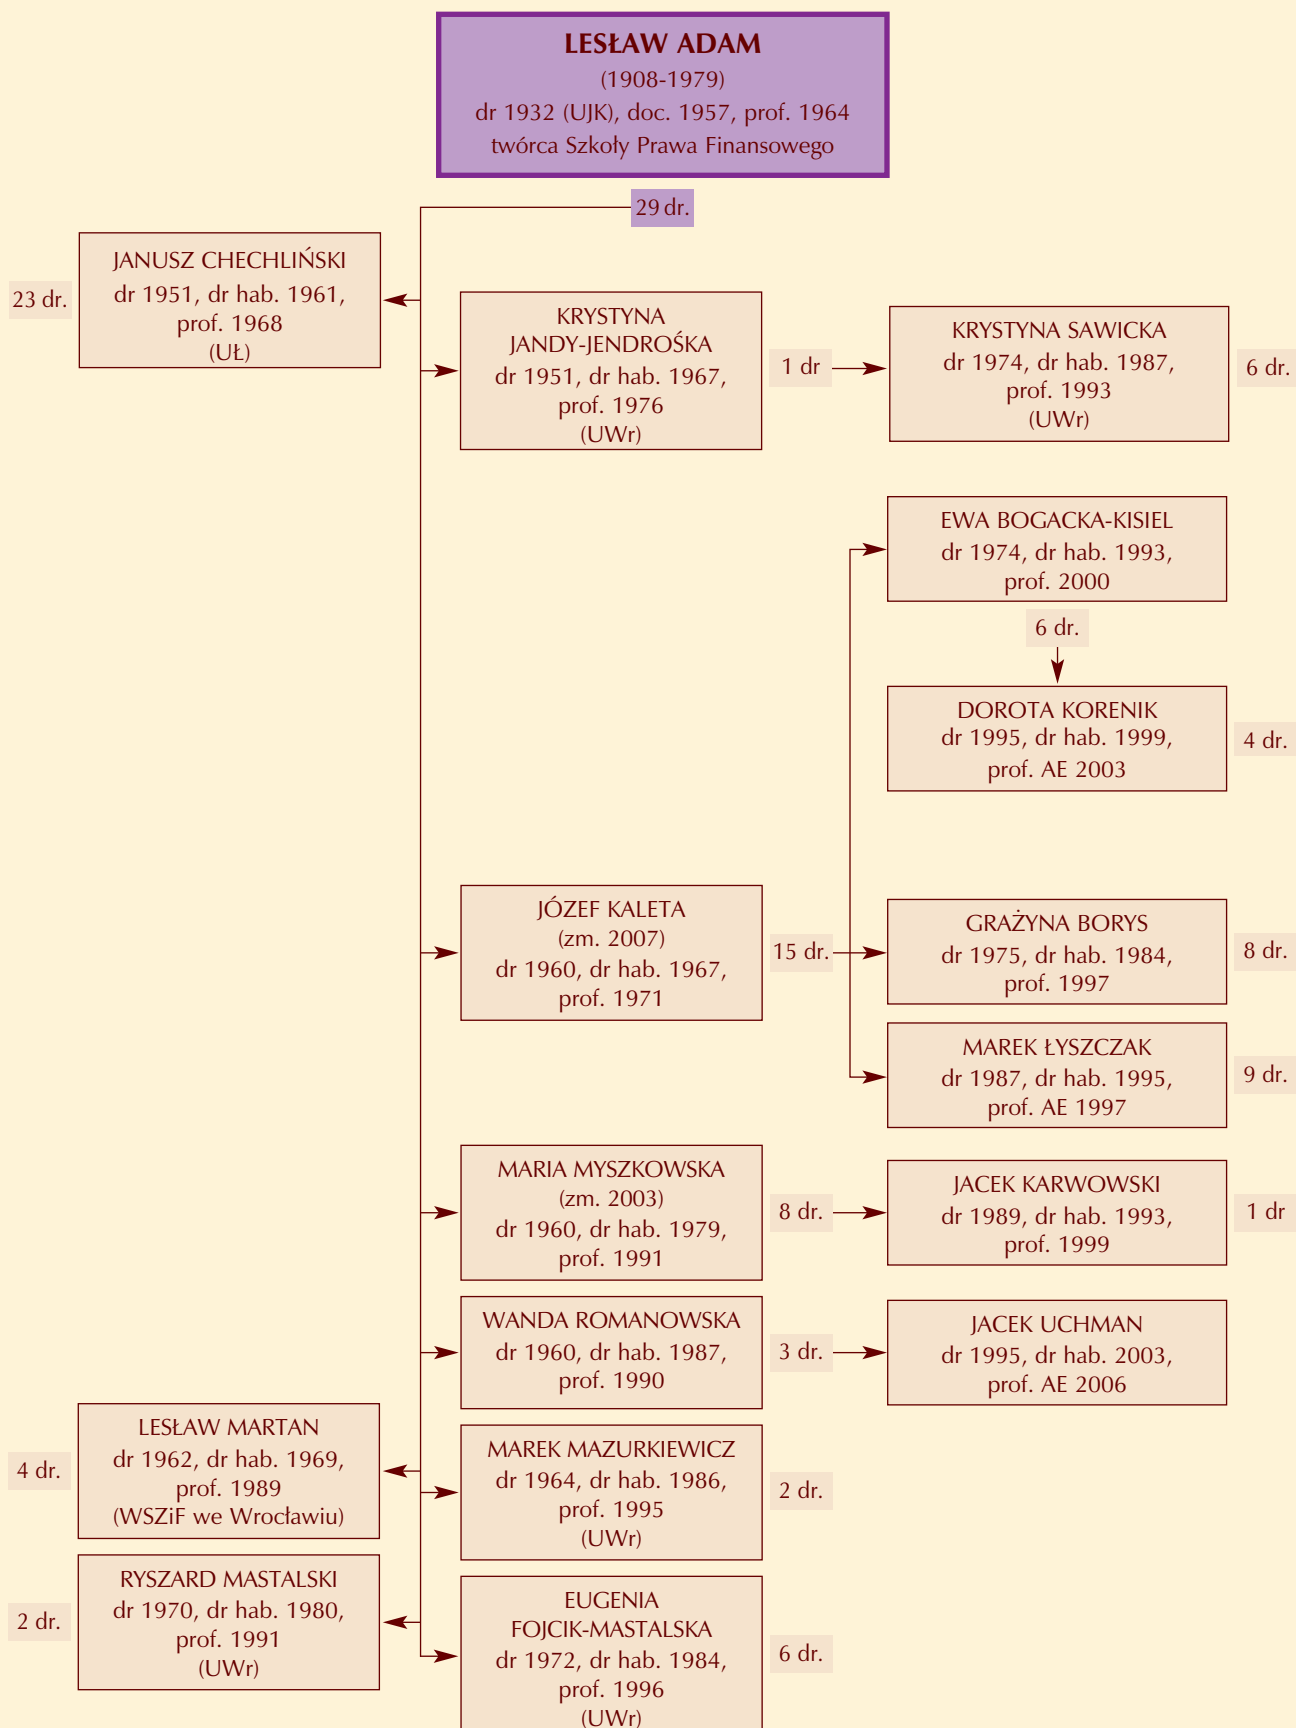 LESŁAW ADAM
(1908-1979)
dr 1932 (UJK), doc. 1957, prof. 1964
twórca Szkoły Prawa Finansowego
29 dr.
23 dr.
JANUSZ CHECHLIŃSKI
dr 1951, dr hab. 1961,
prof. 1968
(UŁ)
KRYSTYNA
JANDY-JENDROŚKA
dr 1951, dr hab. 1967,
prof. 1976
(UWr)
1 dr
KRYSTYNA SAWICKA
dr 1974, dr hab. 1987,
prof. 1993
(UWr)
6 dr.
EWA BOGACKA-KISIEL
dr 1974, dr hab. 1993,
prof. 2000
6 dr.
DOROTA KORENIK
dr 1995, dr hab. 1999,
prof. AE 2003
4 dr.
JÓZEF KALETA
(zm. 2007)
dr 1960, dr hab. 1967,
prof. 1971
15 dr.
GRAŻYNA BORYS
dr 1975, dr hab. 1984,
prof. 1997
8 dr.
MAREK ŁYSZCZAK
dr 1987, dr hab. 1995,
prof. AE 1997
9 dr.
MARIA MYSZKOWSKA
(zm. 2003)
dr 1960, dr hab. 1979,
prof. 1991
8 dr.
JACEK KARWOWSKI
dr 1989, dr hab. 1993,
prof. 1999
1 dr
WANDA ROMANOWSKA
dr 1960, dr hab. 1987,
prof. 1990
3 dr.
JACEK UCHMAN
dr 1995, dr hab. 2003,
prof. AE 2006
4 dr.
LESŁAW MARTAN
dr 1962, dr hab. 1969,
prof. 1989
(WSZiF we Wrocławiu)
MAREK MAZURKIEWICZ
dr 1964, dr hab. 1986,
prof. 1995
(UWr)
2 dr.
2 dr.
RYSZARD MASTALSKI
dr 1970, dr hab. 1980,
prof. 1991
(UWr)
EUGENIA
FOJCIK-MASTALSKA
dr 1972, dr hab. 1984,
prof. 1996
(UWr)
6 dr.